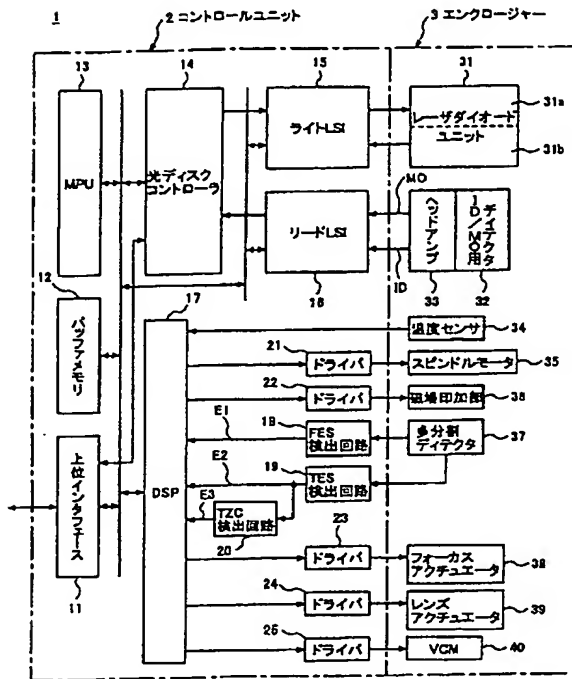 1
2 コントロールユニット
3 エンクロージャー
13
14
15
31
MPU
光ディスク
コントローラ
ライトLSI
レーザダイオード
ユニット
31a
31b
MO
ID
リードLSI
16
ヘッドアンプ
ID/MO用
ディテクタ
33
32
12
バッファメモリ
17
DSP
温度センサ
34
21
ドライバ
スピンドルモータ
35
22
ドライバ
磁場印加部
36
E1
18
FES
検出回路
多分割
ディテクタ
37
E2
19
TES
検出回路
E3
TZC
検出回路
20
上位インタフェース
11
23
ドライバ
フォーカス
アクチュエータ
38
24
ドライバ
レンズ
アクチュエータ
39
25
ドライバ
VCM
40